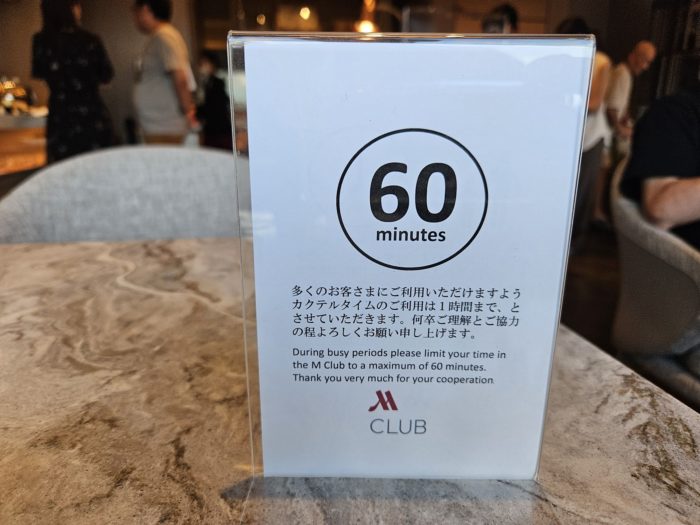 60
minutes
多くのお客さまにご利用いただけますよう
カクテルタイムのご利用は１時間まで、と
させていただきます。何卒ご理解とご協力
の程よろしくお願い申し上げます。
During busy periods please limit your time in
the M Club to a maximum of 60 minutes.
Thank you very much for your cooperation.
M
CLUB